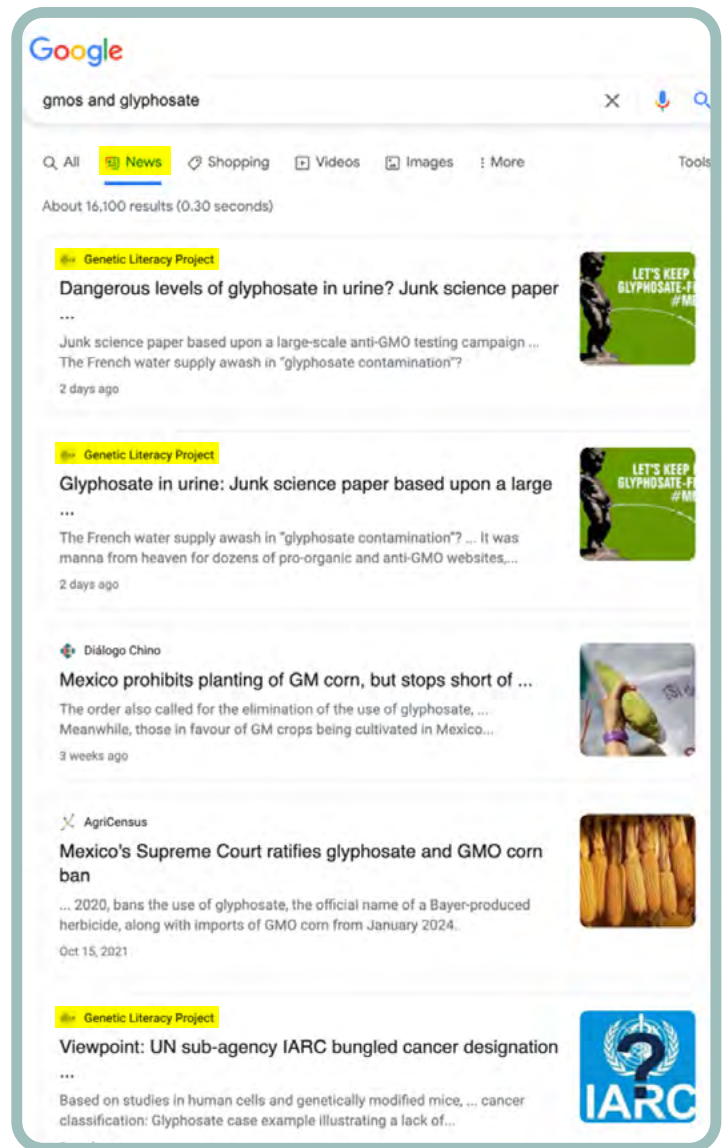 Google
gmos and glyphosate
All News Shopping Videos Images More Tools
About 16,100 results (0.30 seconds)
Genetic Literacy Project
Dangerous levels of glyphosate in urine? Junk science paper
...
Junk science paper based upon a large-scale anti-GMO testing campaign ...
The French water supply awash in "glyphosate contamination"?
2 days ago
LET'S KEEP
GLYPHOSATE-F
#M
Genetic Literacy Project
Glyphosate in urine: Junk science paper based upon a large
...
The French water supply awash in "glyphosate contamination"? ... It was
manna from heaven for dozens of pro-organic and anti-GMO websites,...
2 days ago
LET'S KEEP
GLYPHOSATE-F
#M
Diálogo Chino
Mexico prohibits planting of GM corn, but stops short of ...
The order also called for the elimination of the use of glyphosate, ...
Meanwhile, those in favour of GM crops being cultivated in Mexico...
3 weeks ago
AgriCensus
Mexico's Supreme Court ratifies glyphosate and GMO corn
ban
... 2020, bans the use of glyphosate, the official name of a Bayer-produced
herbicide, along with imports of GMO corn from January 2024.
Oct 15, 2021
Genetic Literacy Project
Viewpoint: UN sub-agency IARC bungled cancer designation
...
Based on studies in human cells and genetically modified mice, ... cancer
classification: Glyphosate case example illustrating a lack of...
?
IARC